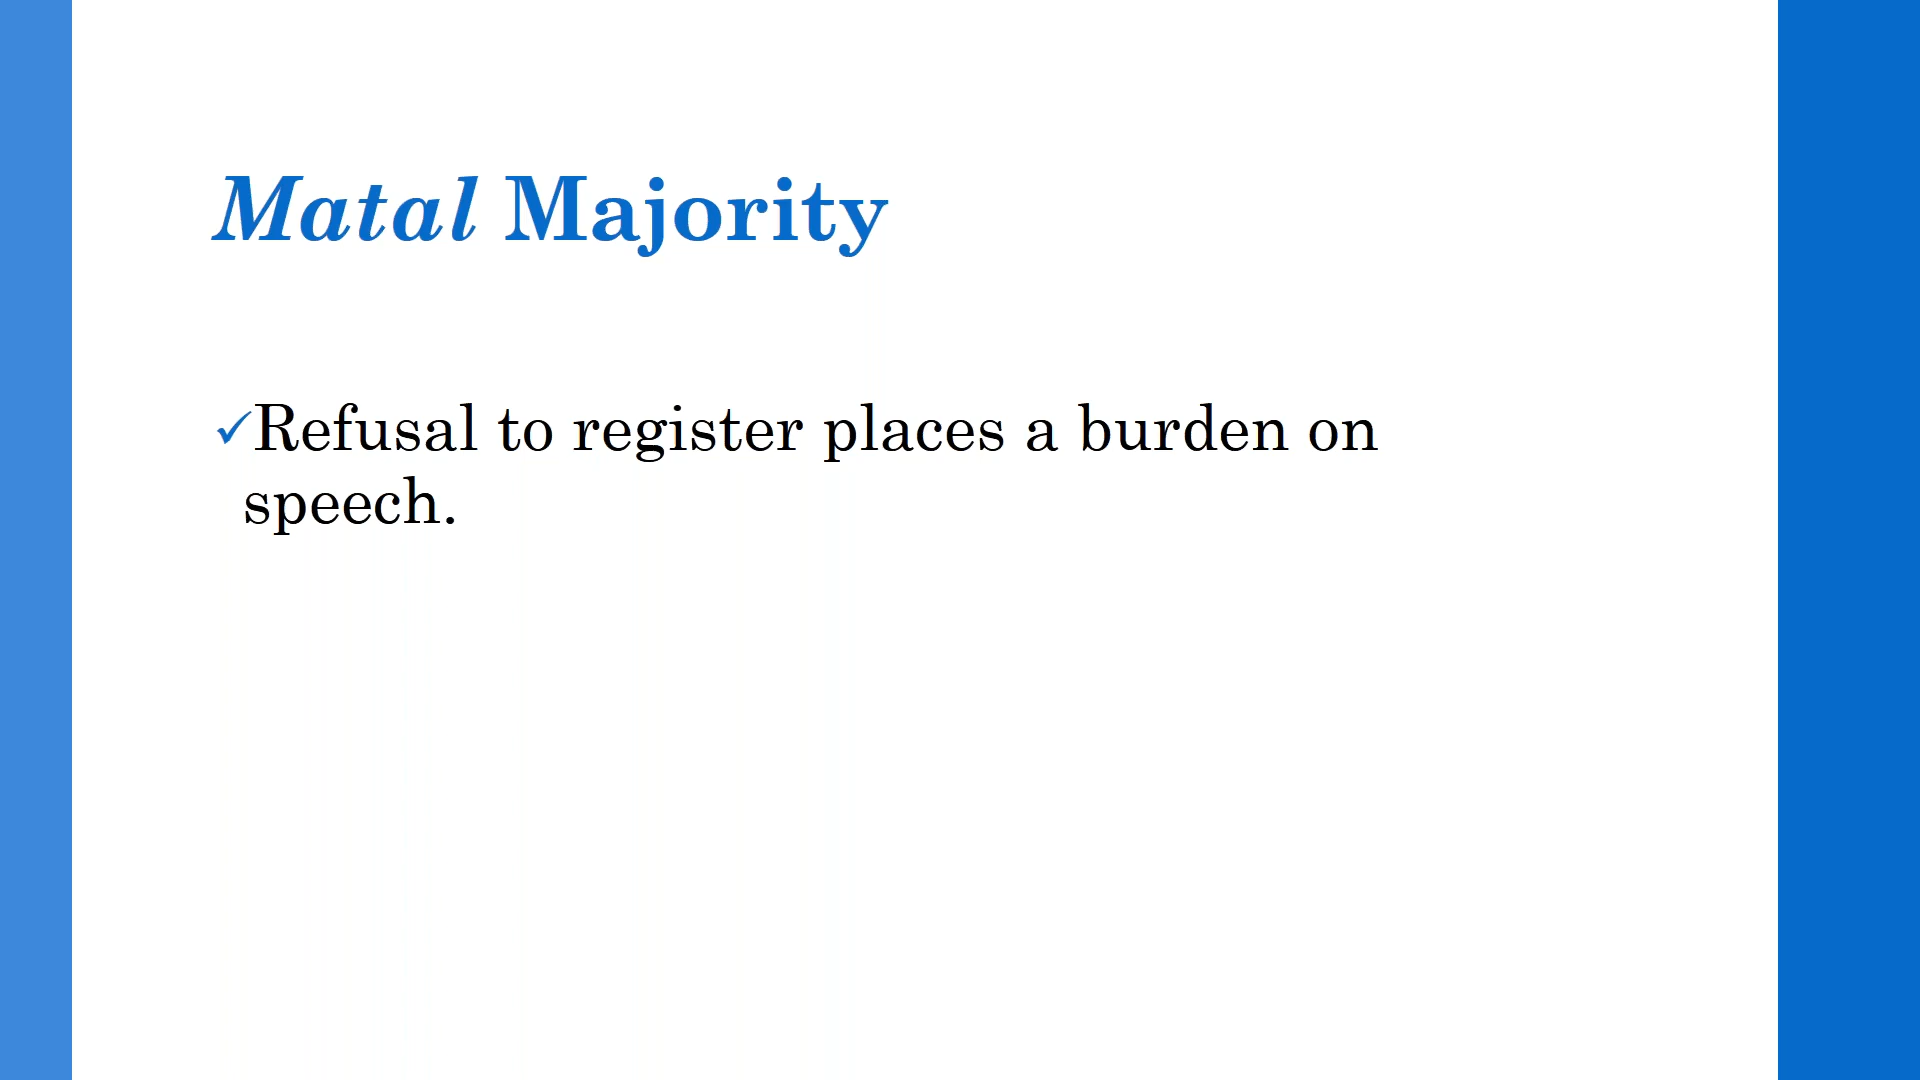 Matal Majority
✓Refusal to register places a burden on
speech.